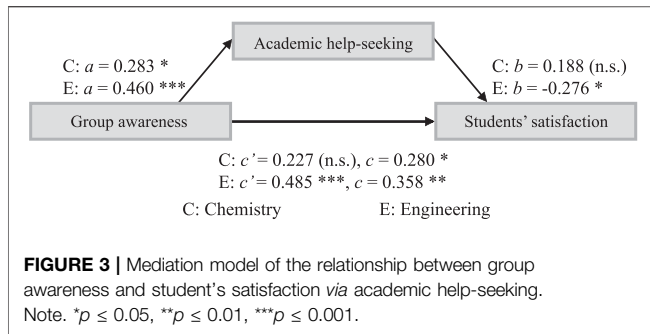 Academic help-seeking
C: a = 0.283 *
E: a = 0.460 ***
C: b = 0.188 (n.s.)
E: b = -0.276 *
Group awareness
Students' satisfaction
C: c' = 0.227 (n.s.), c = 0.280 *
E: c' = 0.485 ***, c = 0.358 **
C: Chemistry E: Engineering
FIGURE 3 | Mediation model of the relationship between group
awareness and student's satisfaction via academic help-seeking.
Note. *p ≤ 0.05, **p ≤ 0.01, ***p ≤ 0.001.